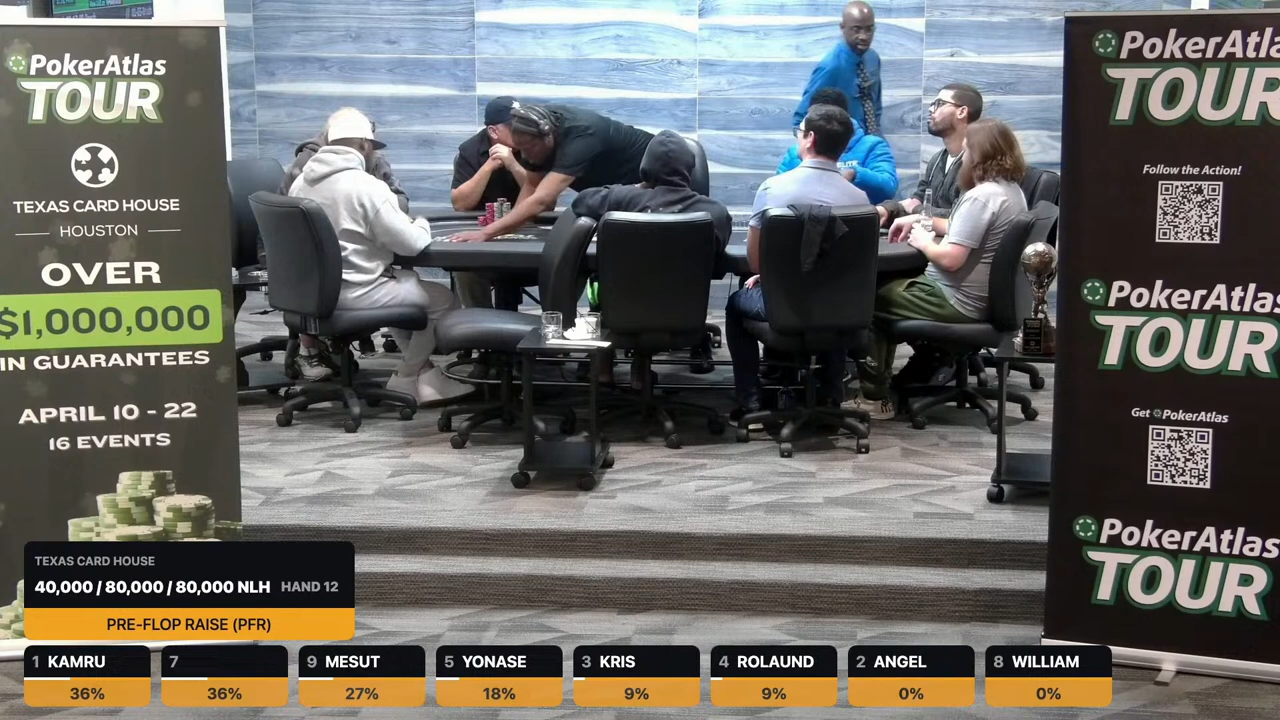 PokerAtlas
TOUR
TEXAS CARD HOUSE
HOUSTON
OVER
$1,000,000
IN GUARANTEES
APRIL 10 - 22
16 EVENTS
ELITE
PokerAtla
TOUR
Follow the Action!
PokerAtlas
TOUR
Get PokerAtlas
PokerAtlas
TOUR
TEXAS CARD HOUSE
40,000 / 80,000 / 80,000 NLH HAND 12
PRE-FLOP RAISE (PFR)
1 KAMRU
36%
7
36%
9 MESUT
27%
5 YONASE
18%
3 KRIS
9%
4 ROLAUND
9%
2 ANGEL
0%
8 WILLIAM
0%